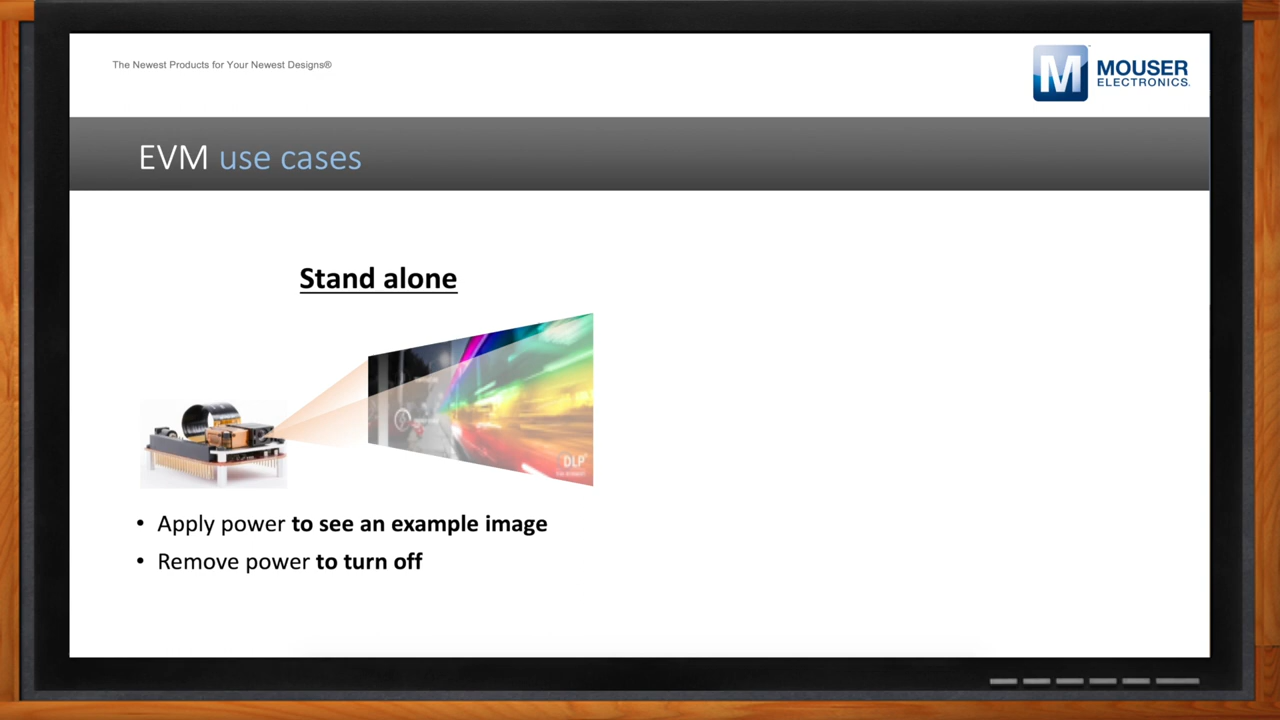 The Newest Products for Your Newest Designs®
M MOUSER
ELECTRONICS
EVM use cases
Stand alone
DLP
• Apply power to see an example image
• Remove power to turn off